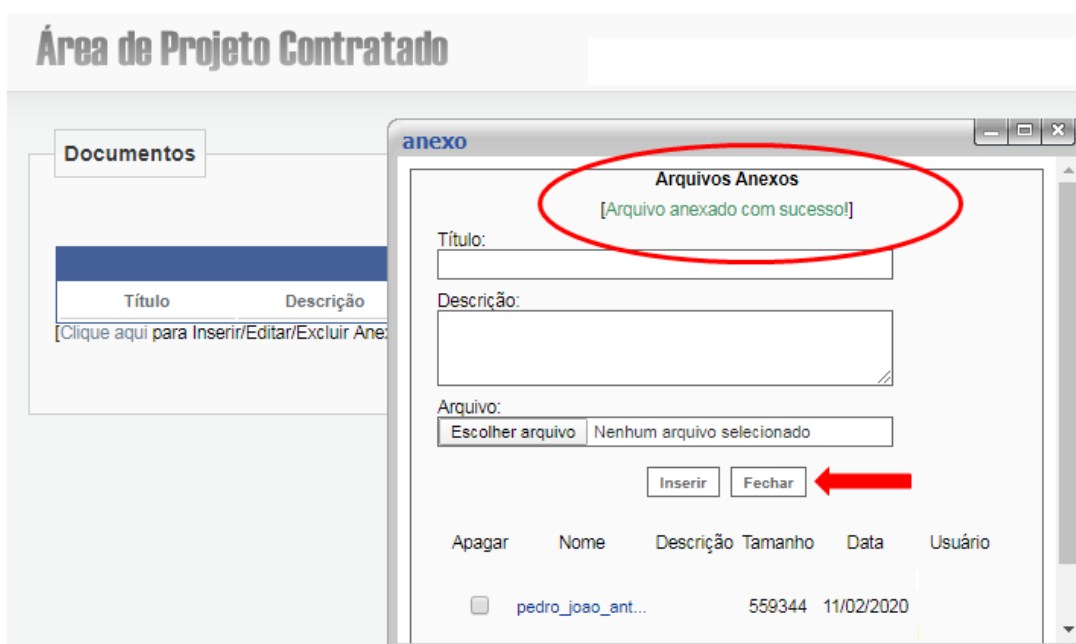 Área de Projeto Contratado
Documentos
Título Descrição
[Clique aqui para Inserir/Editar/Excluir Ane
anexo
Arquivos Anexos
[Arquivo anexado com sucesso!]
Título:
Descrição:
Arquivo:
Escolher arquivo Nenhum arquivo selecionado
Inserir Fechar
Apagar Nome Descrição Tamanho Data Usuário
pedro_joao_ant... 559344 11/02/2020